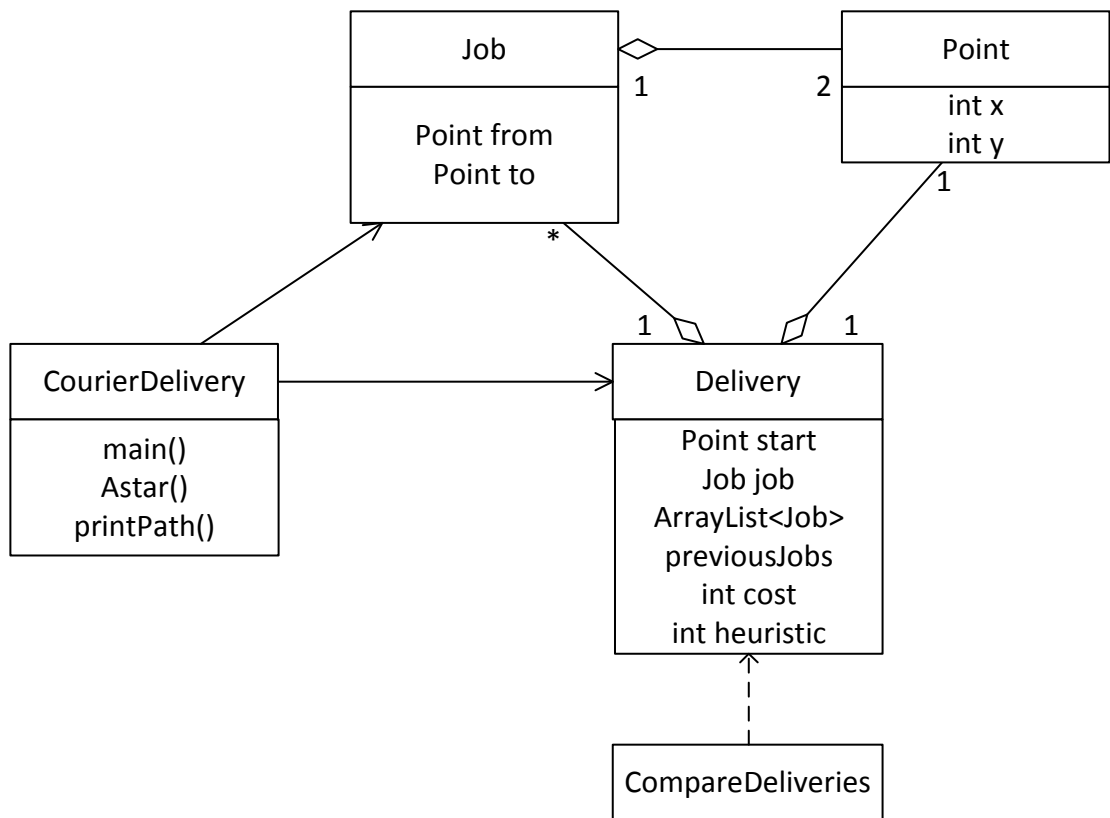 Job
Point from
Point to
1
2
Point
int x
int y
1
*
1
1
CourierDelivery
main()
Astar()
printPath()
Delivery
Point start
Job job
ArrayList<Job>
previousJobs
int cost
int heuristic
CompareDeliveries